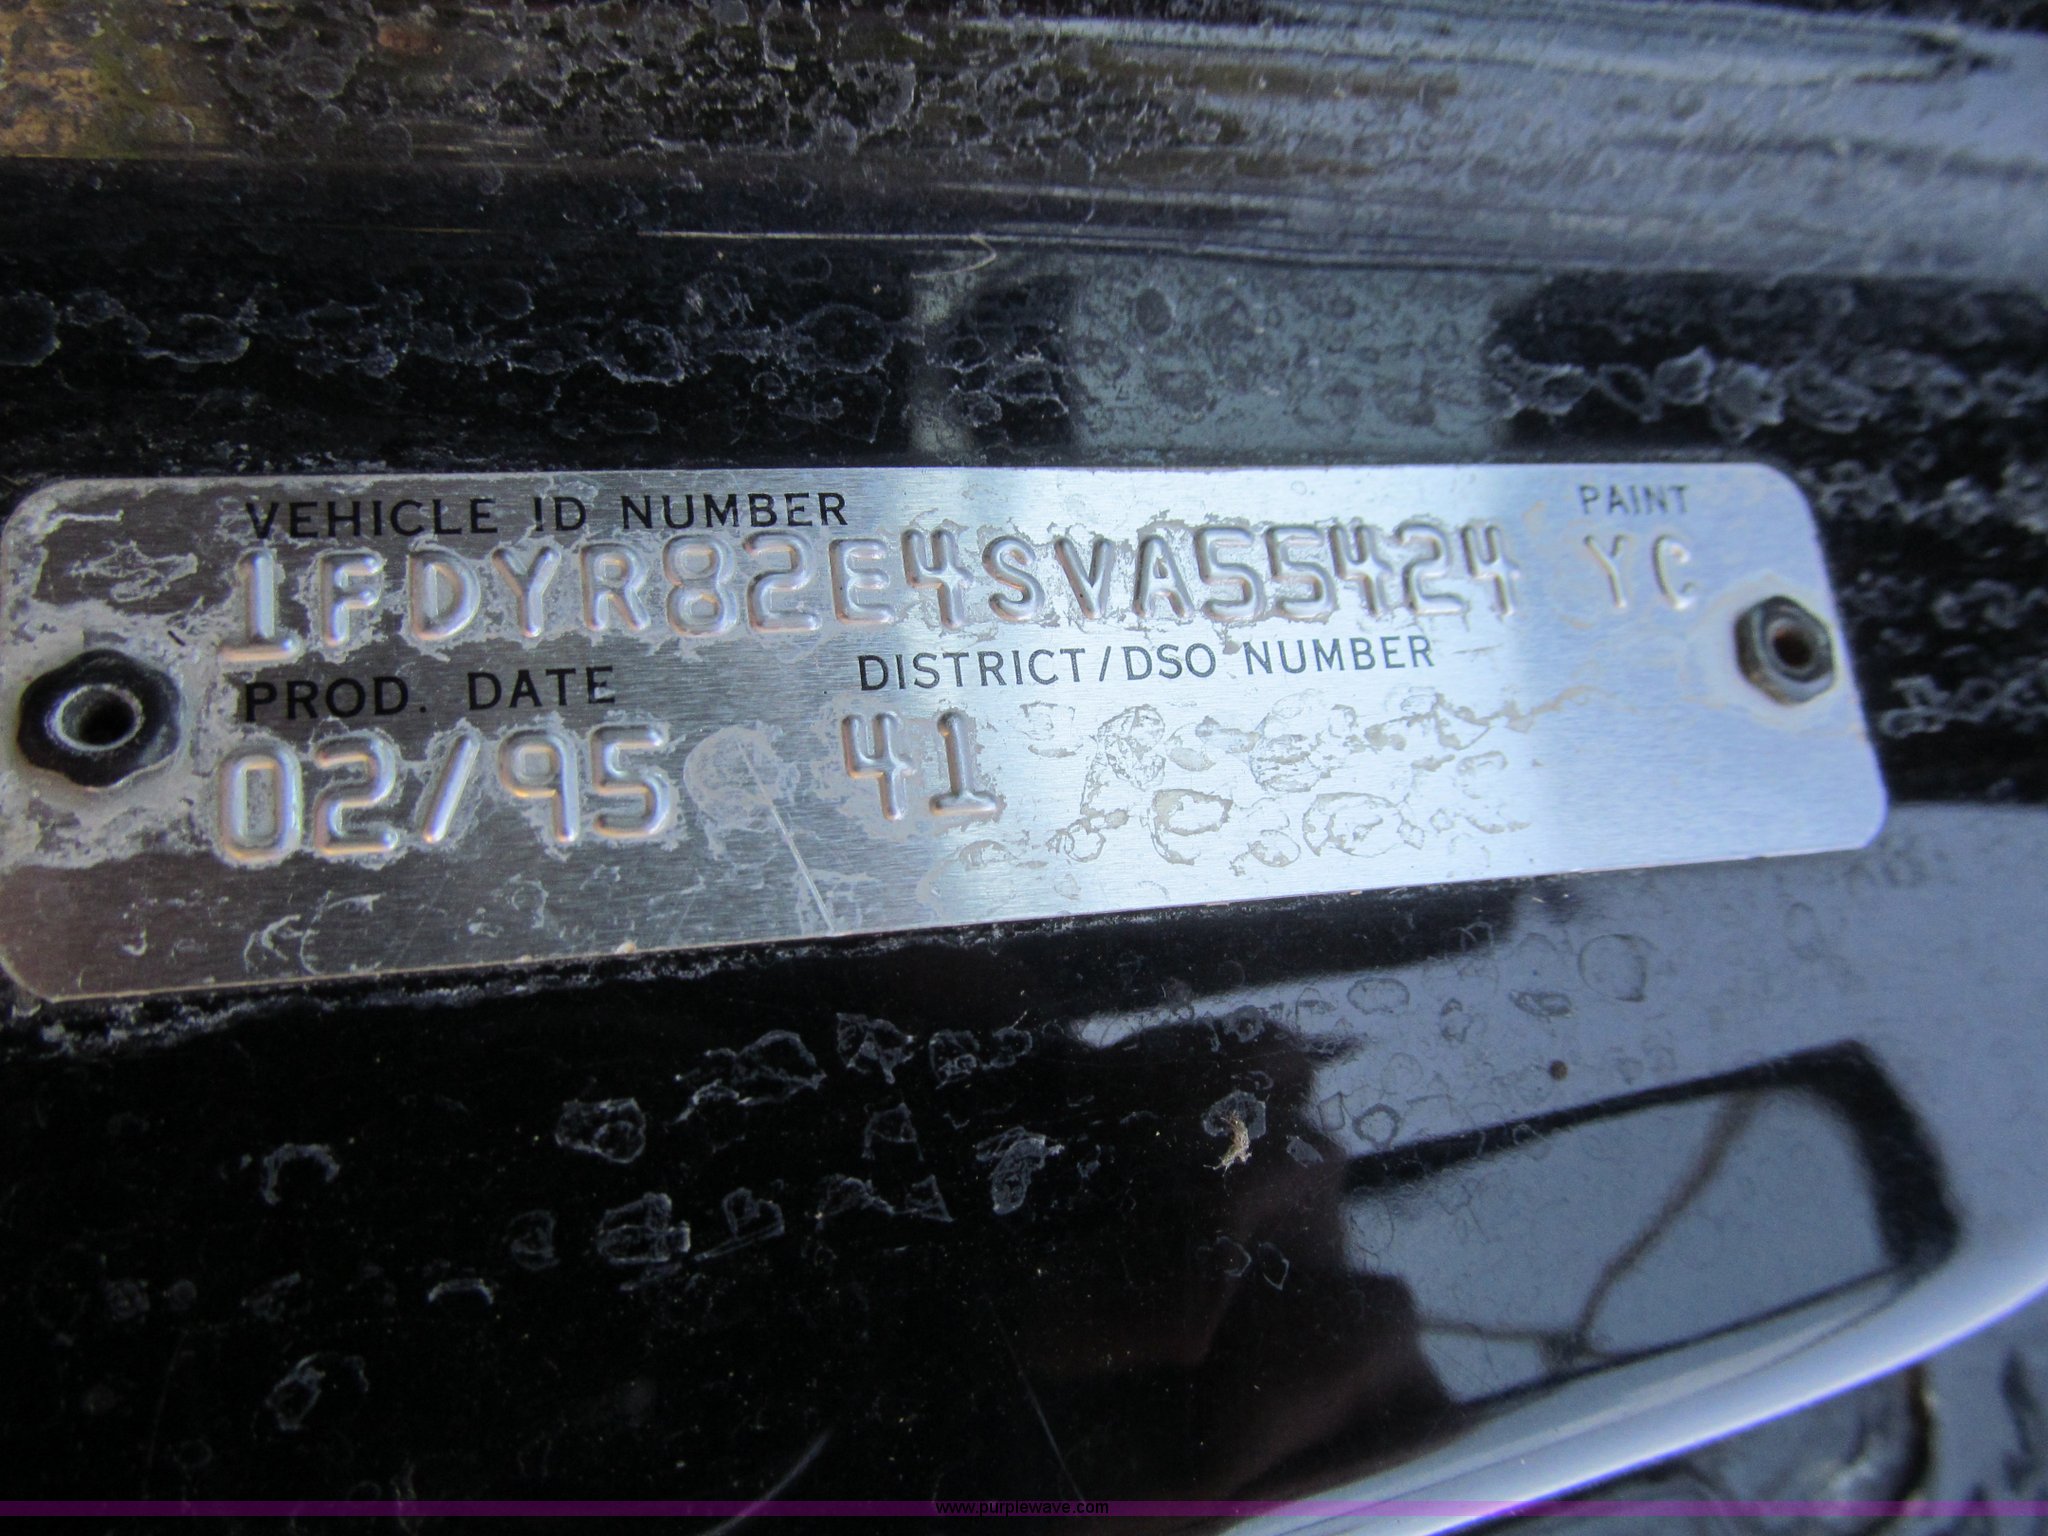 VEHICLE ID NUMBER PAINT
1FDYR82E4SVA55424 YC
PROD. DATE DISTRICT/DSO NUMBER
02/95 41
www.purplewave.com